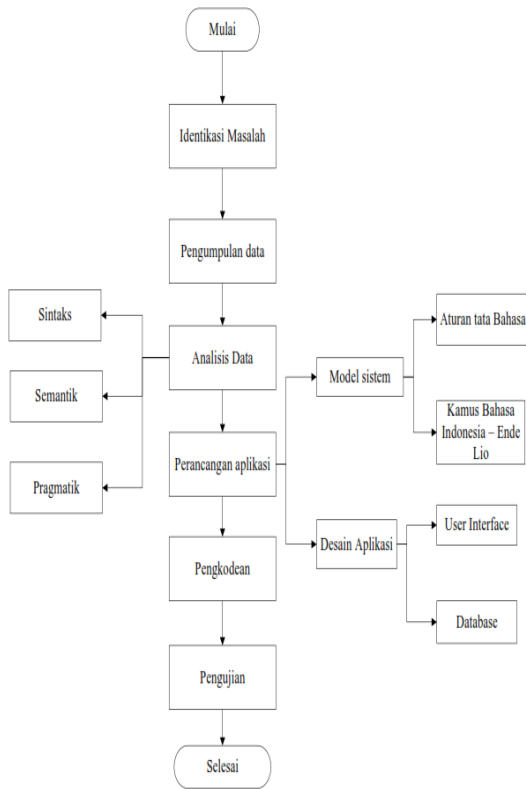 Mulai
Identikasi Masalah
Pengumpulan data
Sintaks
Analisis Data
Semantik
Pragmatik
Perancangan aplikasi
Model sistem
Aturan tata Bahasa
Kamus Bahasa
Indonesia – Ende
Lio
Desain Aplikasi
User Interface
Database
Pengkodean
Pengujian
Selesai